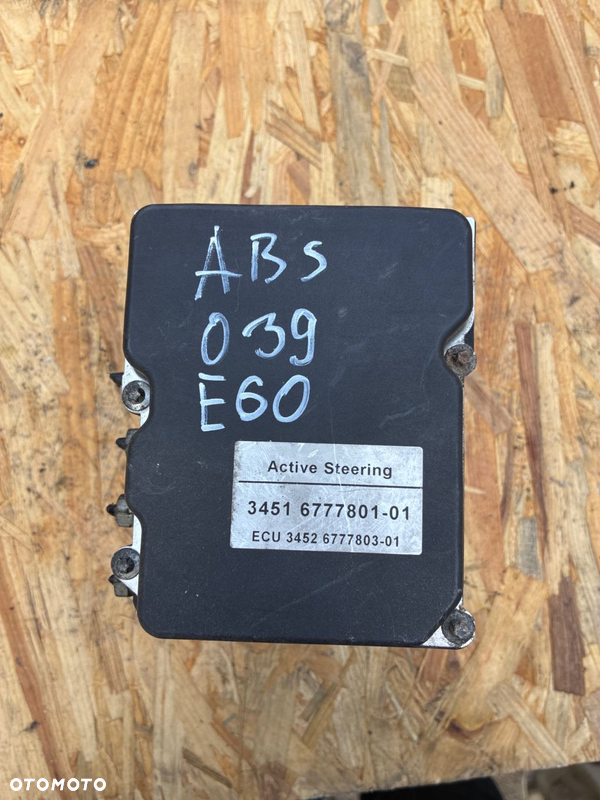 ABS
039
E60
Active Steering
3451 6777801-01
ECU 3452 6777803-01
OTOMOTO